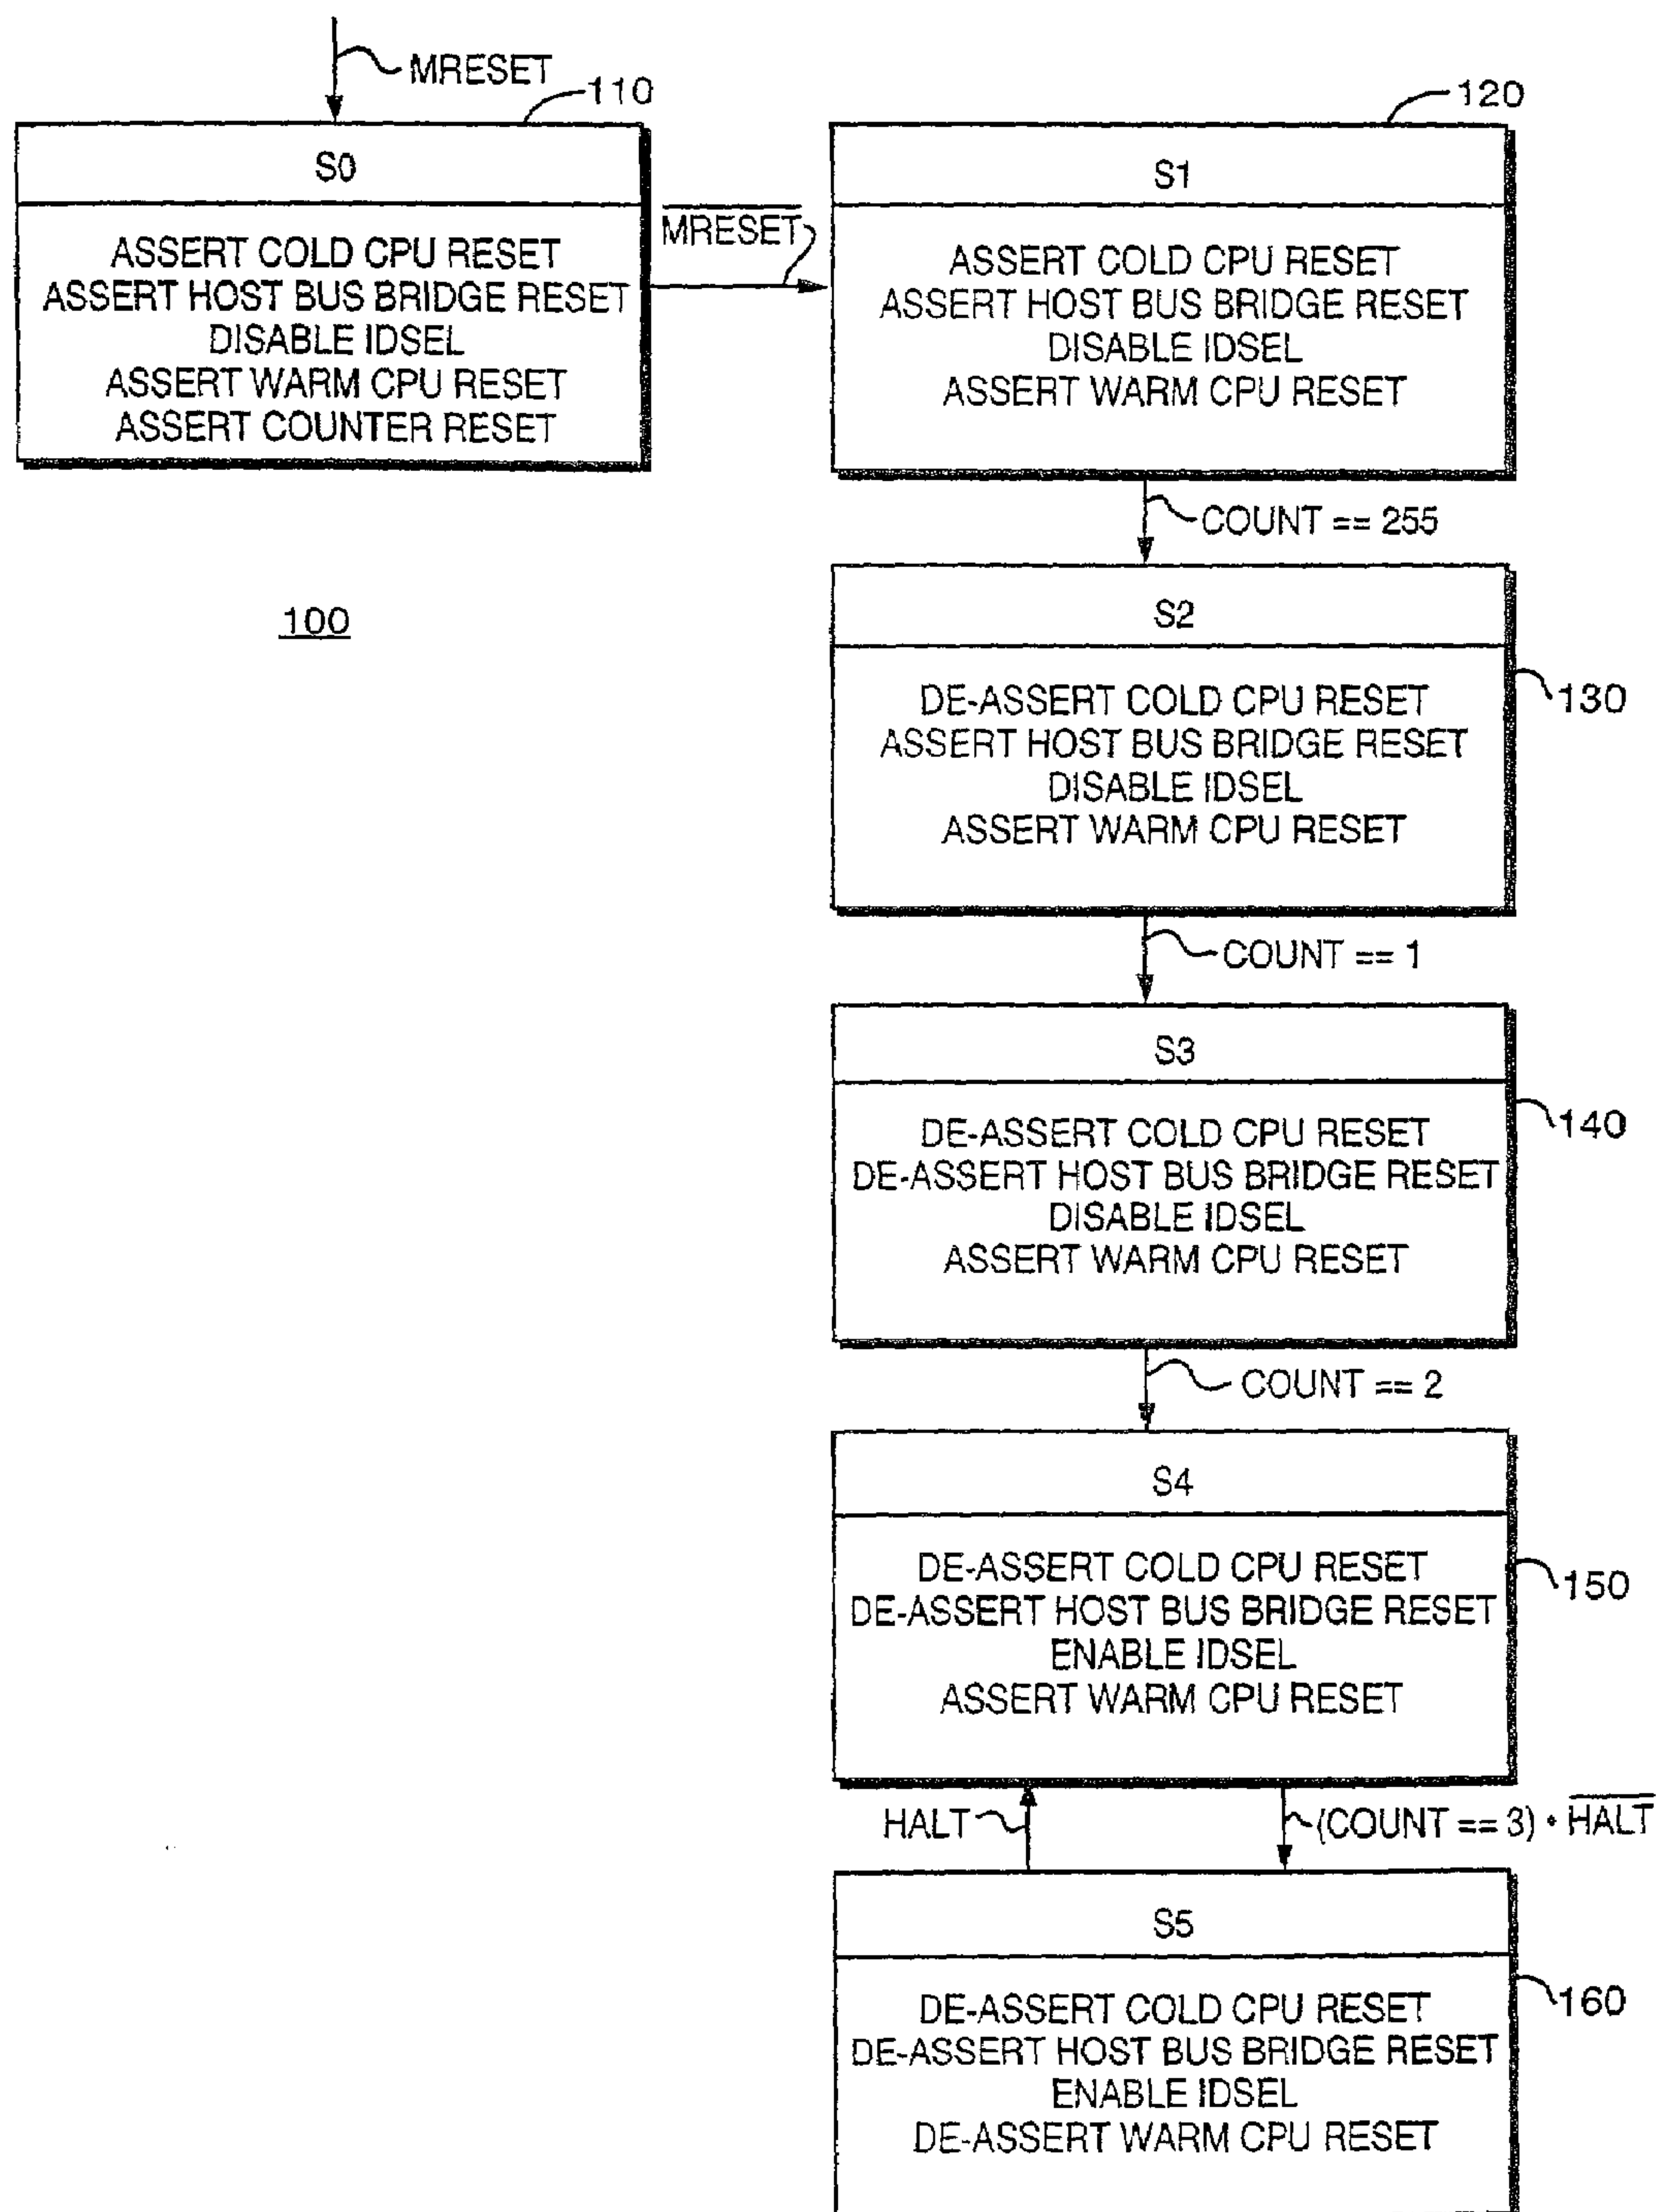 MRESET
110
S0
ASSERT COLD CPU RESET
ASSERT HOST BUS BRIDGE RESET
DISABLE IDSEL
ASSERT WARM CPU RESET
ASSERT COUNTER RESET
M̅R̅E̅S̅E̅T̅
120
S1
ASSERT COLD CPU RESET
ASSERT HOST BUS BRIDGE RESET
DISABLE IDSEL
ASSERT WARM CPU RESET
COUNT == 255
100
S2
130
DE-ASSERT COLD CPU RESET
ASSERT HOST BUS BRIDGE RESET
DISABLE IDSEL
ASSERT WARM CPU RESET
COUNT == 1
S3
140
DE-ASSERT COLD CPU RESET
DE-ASSERT HOST BUS BRIDGE RESET
DISABLE IDSEL
ASSERT WARM CPU RESET
COUNT == 2
S4
150
DE-ASSERT COLD CPU RESET
DE-ASSERT HOST BUS BRIDGE RESET
ENABLE IDSEL
ASSERT WARM CPU RESET
HALT
(COUNT == 3) • H̅A̅L̅T̅
S5
160
DE-ASSERT COLD CPU RESET
DE-ASSERT HOST BUS BRIDGE RESET
ENABLE IDSEL
DE-ASSERT WARM CPU RESET